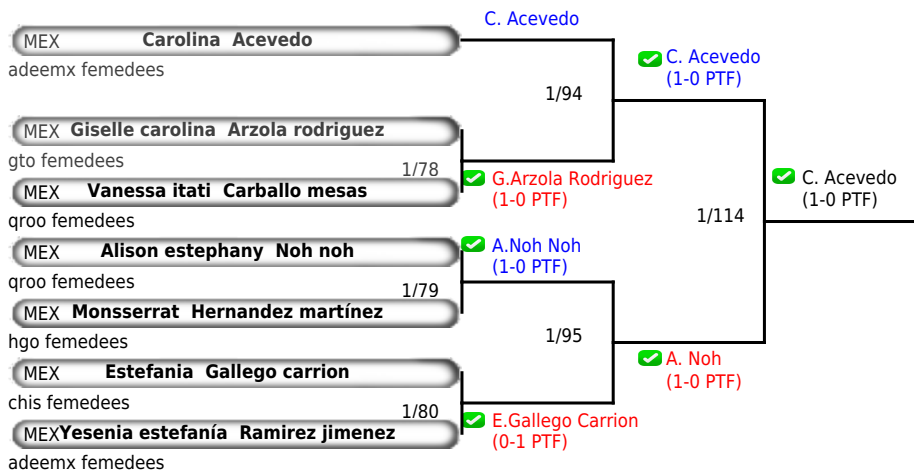 C. Acevedo
MEX Carolina Acevedo
adeemx femedees
C. Acevedo
(1-0 PTF)
1/94
MEX Giselle carolina Arzola rodriguez
gto femedees
1/78
G.Arzola Rodriguez
(1-0 PTF)
MEX Vanessa itati Carballo mesas
qroo femedees
C. Acevedo
(1-0 PTF)
1/114
MEX Alison estephany Noh noh
qroo femedees
A.Noh Noh
(1-0 PTF)
1/79
MEX Monsserrat Hernandez martínez
hgo femedees
1/95
MEX Estefania Gallego carrion
chis femedees
A. Noh
(1-0 PTF)
1/80
E.Gallego Carrion
(0-1 PTF)
MEX Yesenia estefanía Ramirez jimenez
adeemx femedees